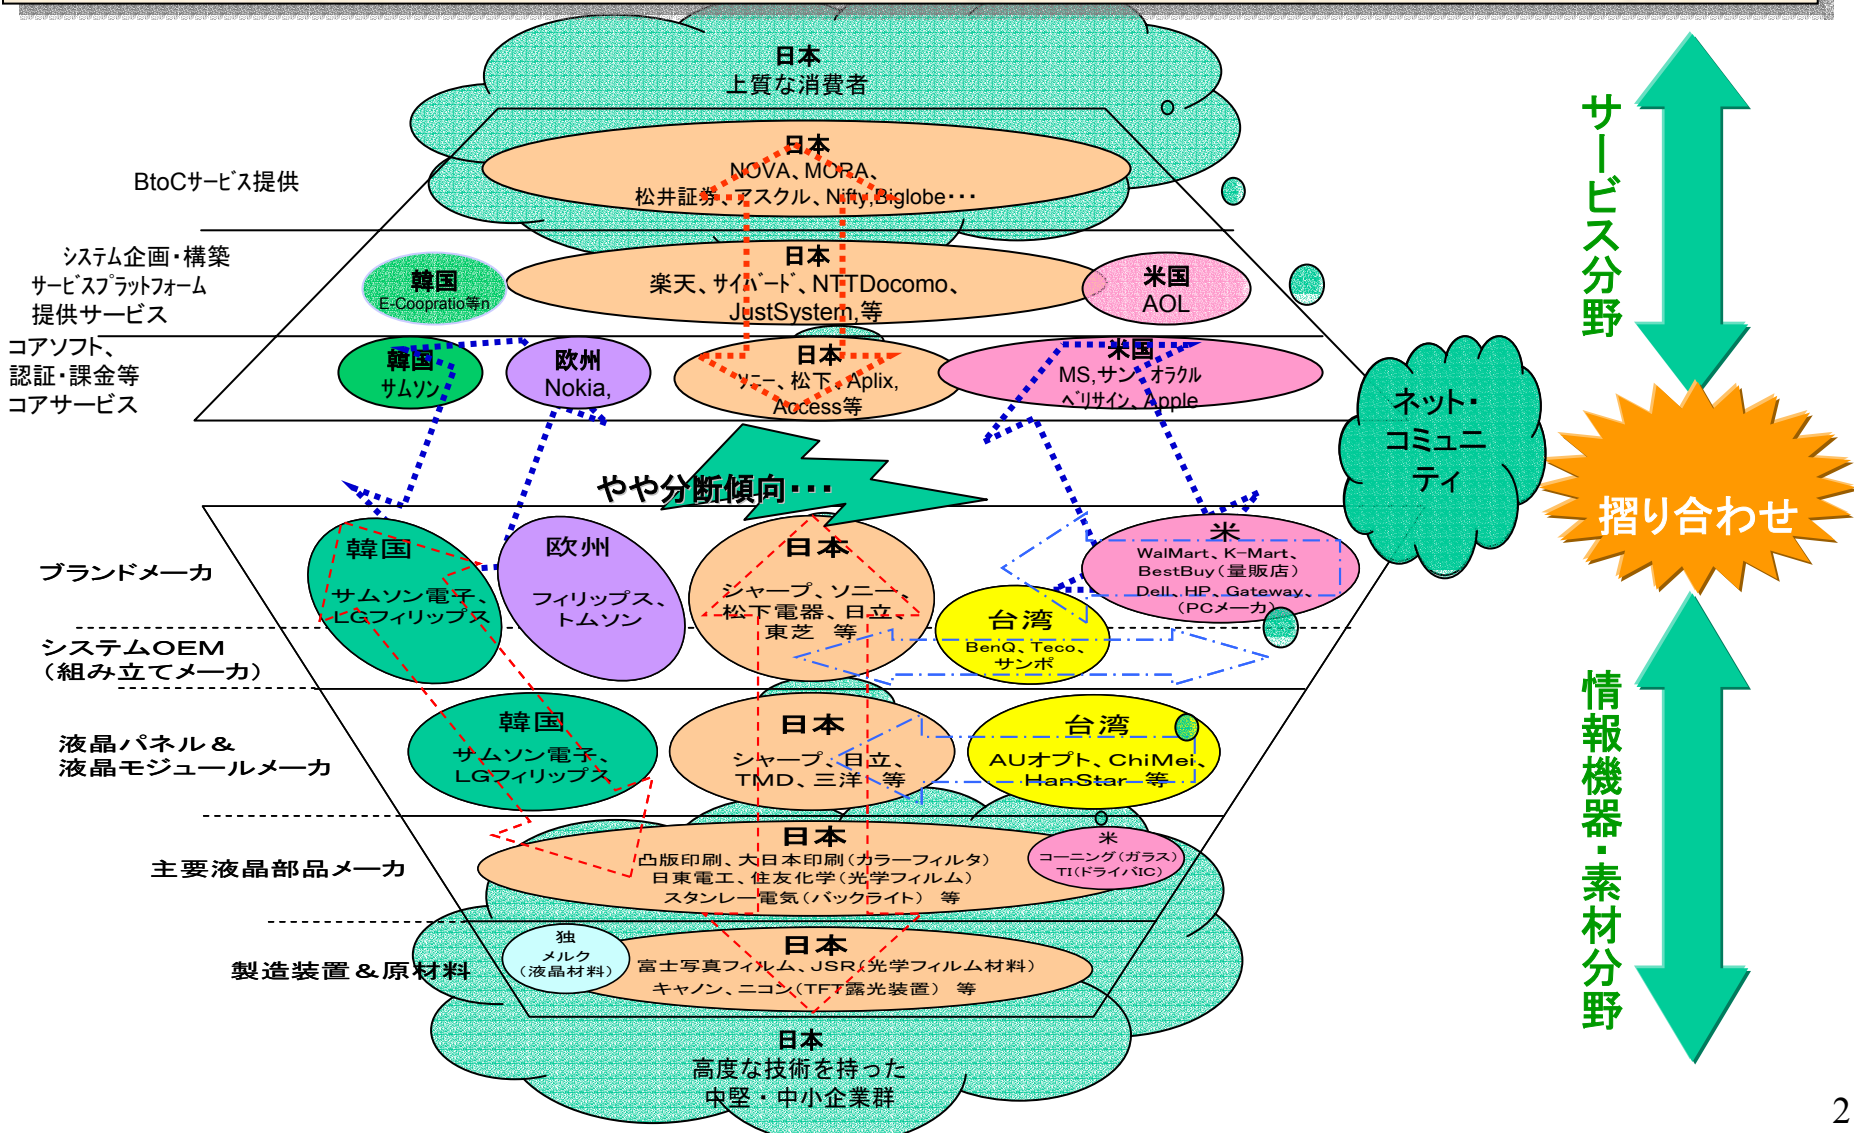 日本
上質な消費者
BtoCサービス提供
日本
NOVA、MORA、
松井証券、アスクル、Nifty,Biglobe・・・
システム企画・構築
サービスプラットフォーム
提供サービス
韓国
E-Coopratio等n
日本
楽天、サイバード、NTTDocomo、
JustSystem,等
米国
AOL
コアソフト、
認証・課金等
コアサービス
韓国
サムソン
欧州
Nokia,
日本
ソニー、松下、Aplix,
Access等
米国
MS,サン、オラクル
ベリサイン、Apple
やや分断傾向・・・
ネット・
コミュニ
ティ
サービス分野
摺り合わせ
情報機器・素材分野
ブランドメーカ
システムOEM
（組み立てメーカ）
韓国
サムソン電子、
LGフィリップス
欧州
フィリップス、
トムソン
日本
シャープ、ソニー、
松下電器、日立、
東芝 等
台湾
BenQ、Teco、
サンポ
米
WalMart、K-Mart、
BestBuy（量販店）
Dell、HP、Gateway、
（PCメーカ）
液晶パネル＆
液晶モジュールメーカ
韓国
サムソン電子、
LGフィリップス
日本
シャープ、日立、
TMD、三洋 等
台湾
AUオプト、ChiMei、
HanStar 等
主要液晶部品メーカ
日本
凸版印刷、大日本印刷（カラーフィルタ）
日東電工、住友化学（光学フィルム）
スタンレー電気（バックライト） 等
米
コーニング（ガラス）
TI（ドライバIC）
製造装置＆原材料
独
メルク
（液晶材料）
日本
富士写真フィルム、JSR（光学フィルム材料）
キャノン、ニコン（TFT露光装置） 等
日本
高度な技術を持った
中堅・中小企業群
2